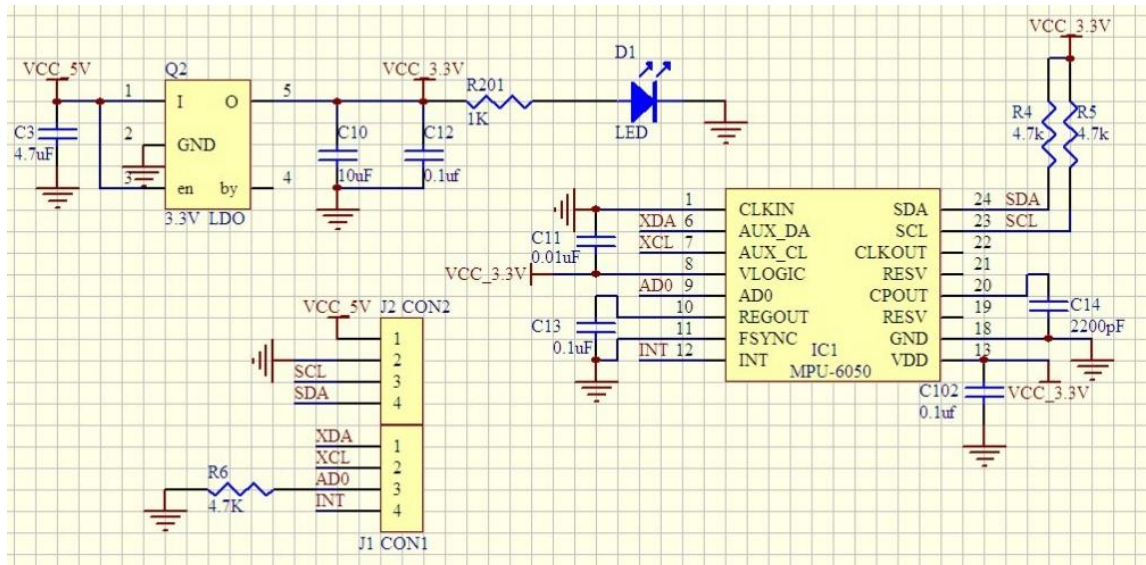 VCC_5V
Q2
1
I
O
5
C3
4.7uF
2
GND
3
en
by
4
3.3V LDO
VCC_3.3V
C10
10uF
C12
0.1uf
R201
1K
D1
LED
VCC_3.3V
R4
4.7k
R5
4.7k
1
CLKIN
XDA 6
AUX_DA
XCL 7
AUX_CL
8
VLOGIC
AD0 9
AD0
10
REGOUT
11
FSYNC
INT 12
INT
C11
0.01uF
VCC_3.3V
C13
0.1uF
SDA
24 SDA
SCL
23 SCL
CLKOUT
22
RESV
21
CPOUT
20
RESV
19
GND
18
VDD
13
IC1
MPU-6050
C14
2200pF
C102
0.1uf
VCC_3.3V
VCC_5V
J2 CON2
1
2
SCL
3
SDA
4
XDA
1
XCL
2
AD0
3
INT
4
R6
4.7K
J1 CON1